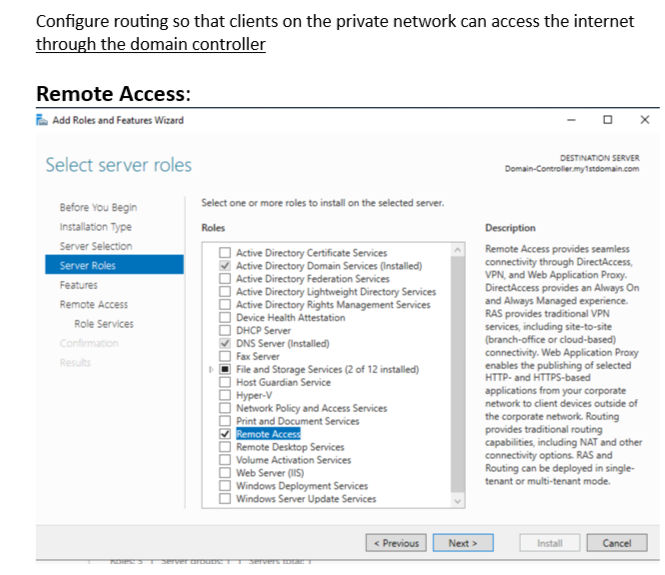 Configure routing so that clients on the private network can access the internet
through the domain controller
Remote Access:
Add Roles and Features Wizard
Select server roles
DESTINATION SERVER
Domain-Controller.my1stdomain.com
Before You Begin
Installation Type
Server Selection
Server Roles
Features
Remote Access
Role Services
Confirmation
Results
Select one or more roles to install on the selected server.
Roles
Active Directory Certificate Services
Active Directory Domain Services (Installed)
Active Directory Federation Services
Active Directory Lightweight Directory Services
Active Directory Rights Management Services
Device Health Attestation
DHCP Server
DNS Server (Installed)
Fax Server
File and Storage Services (2 of 12 installed)
Host Guardian Service
Hyper-V
Network Policy and Access Services
Print and Document Services
Remote Access
Remote Desktop Services
Volume Activation Services
Web Server (IIS)
Windows Deployment Services
Windows Server Update Services
Description
Remote Access provides seamless
connectivity through DirectAccess,
VPN, and Web Application Proxy.
DirectAccess provides an Always On
and Always Managed experience.
RAS provides traditional VPN
services, including site-to-site
(branch-office or cloud-based)
connectivity. Web Application Proxy
enables the publishing of selected
HTTP- and HTTPS-based
applications from your corporate
network to client devices outside of
the corporate network. Routing
provides traditional routing
capabilities, including NAT and other
connectivity options. RAS and
Routing can be deployed in single-
tenant or multi-tenant mode.
< Previous
Next >
Install
Cancel